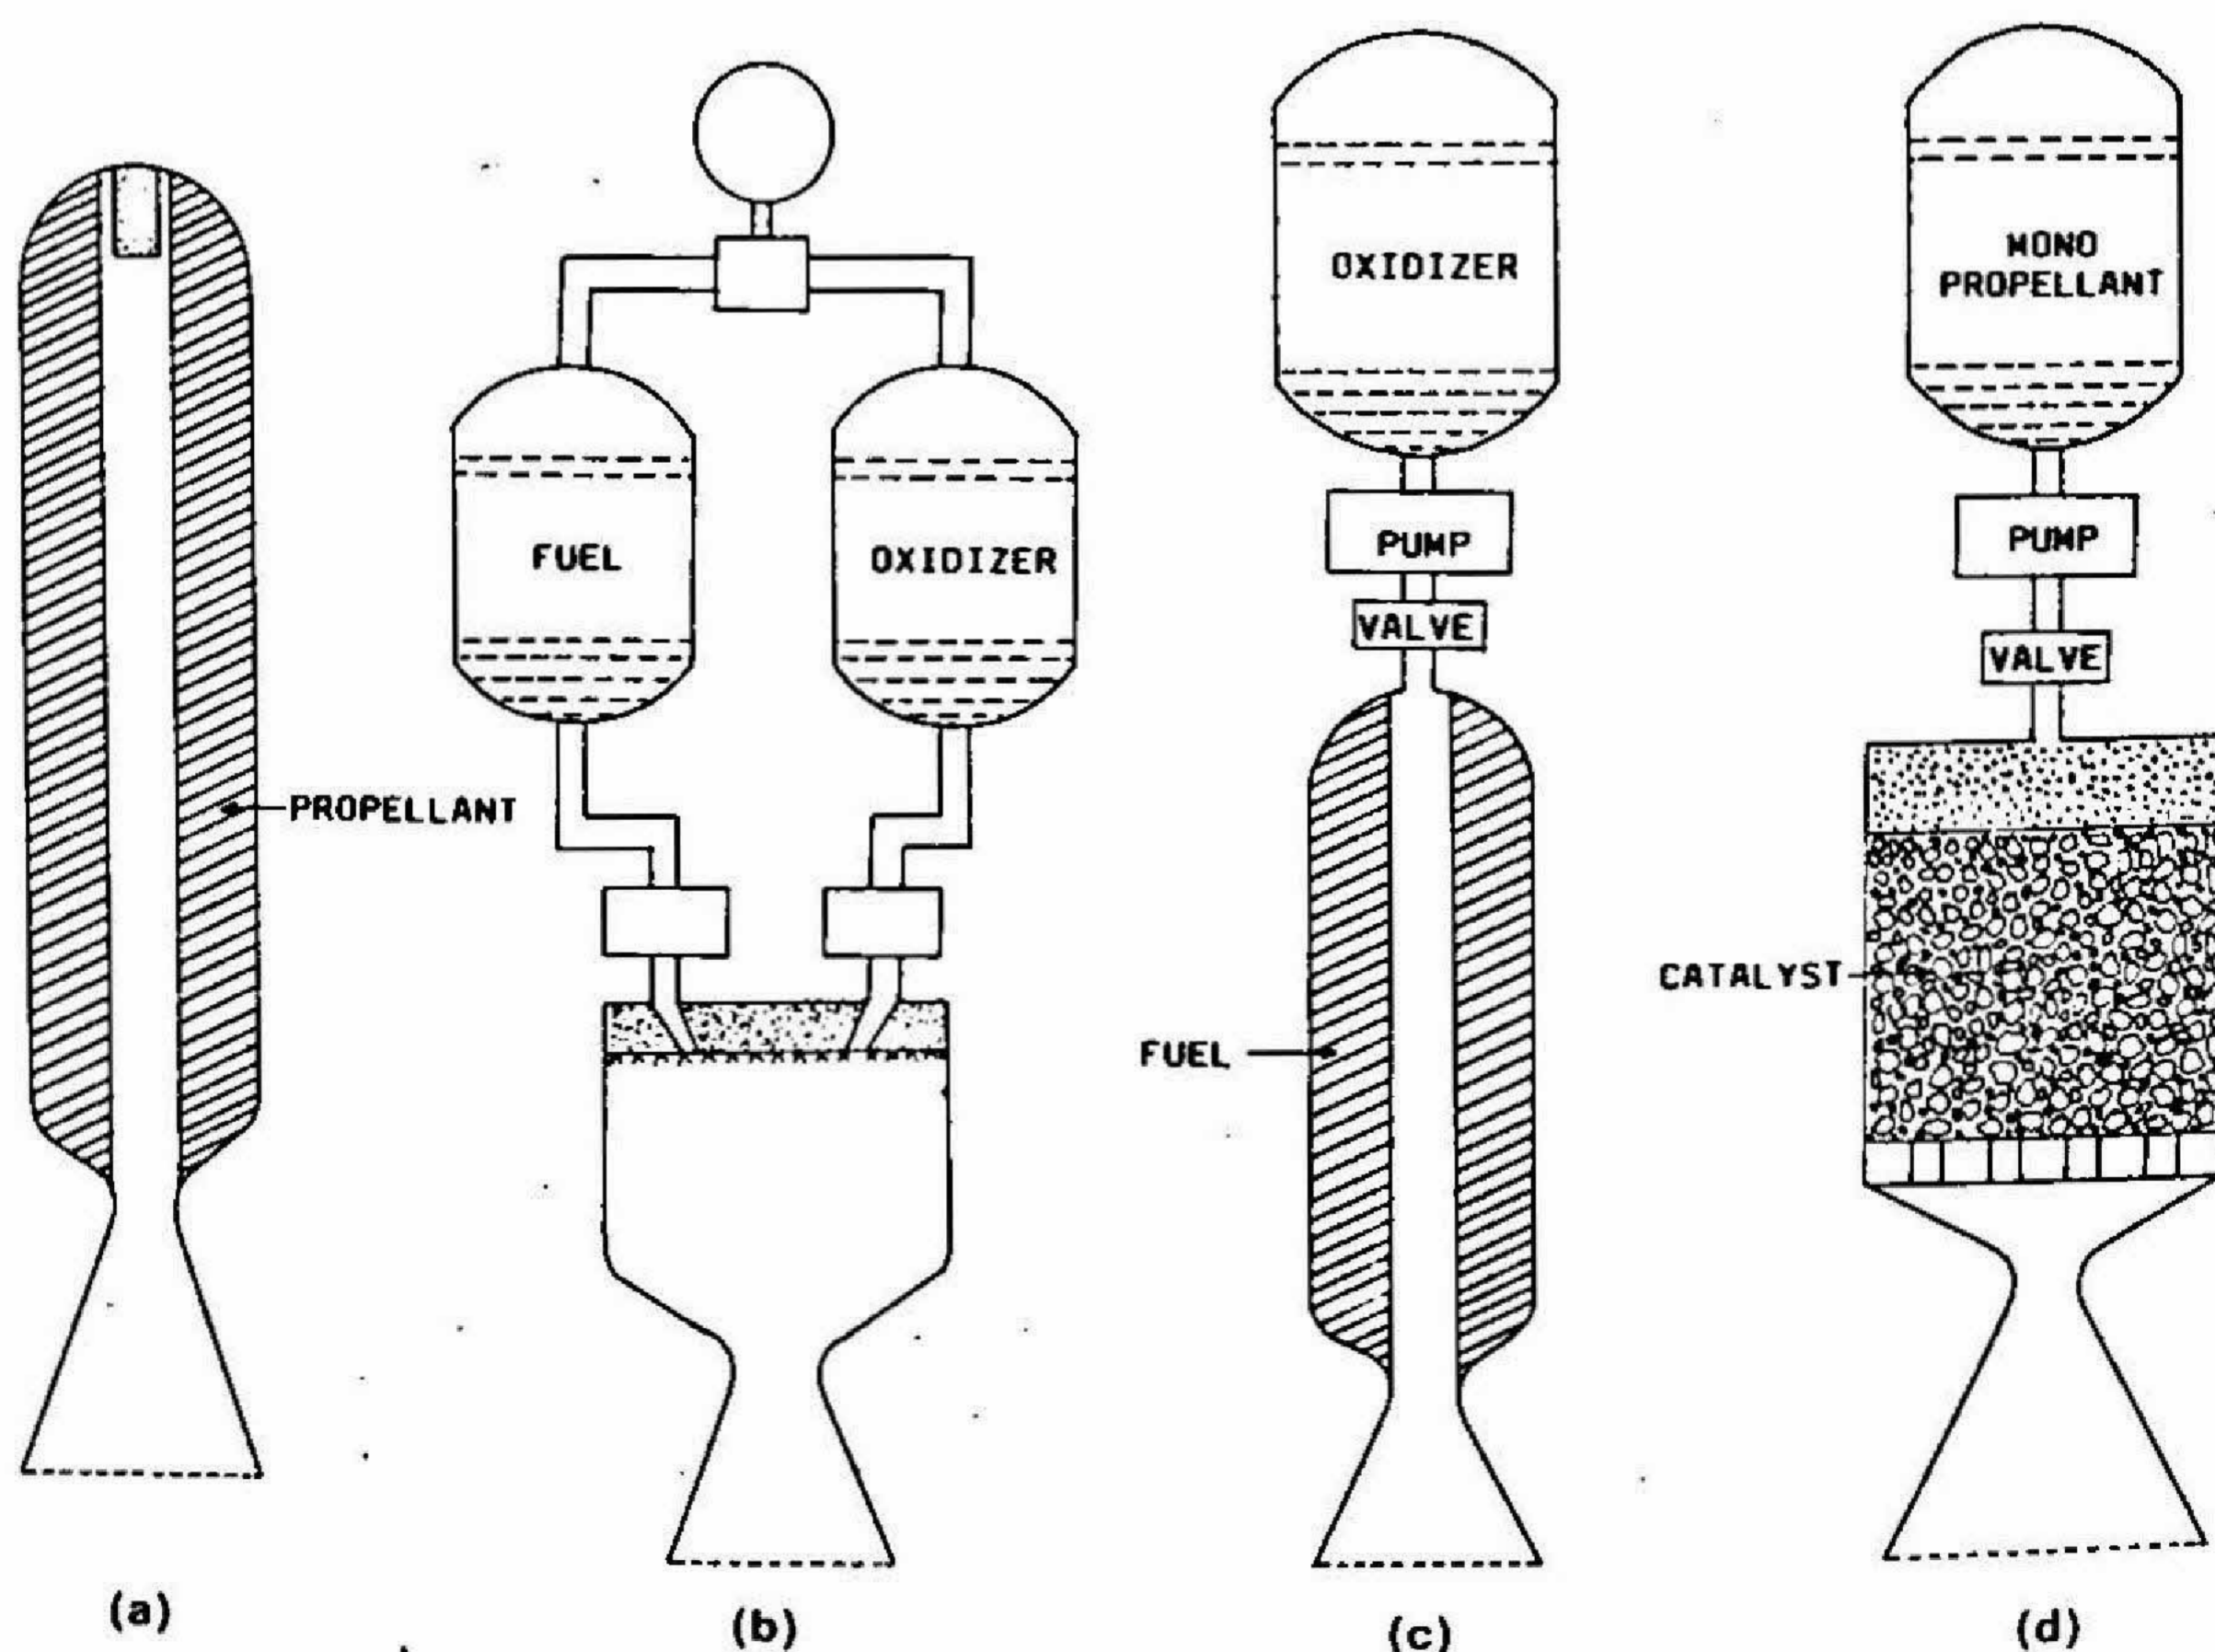 PROPELLANT
(a)
FUEL
OXIDIZER
(b)
OXIDIZER
PUMP
VALVE
FUEL
(c)
MONO
PROPELLANT
PUMP
VALVE
CATALYST
(d)